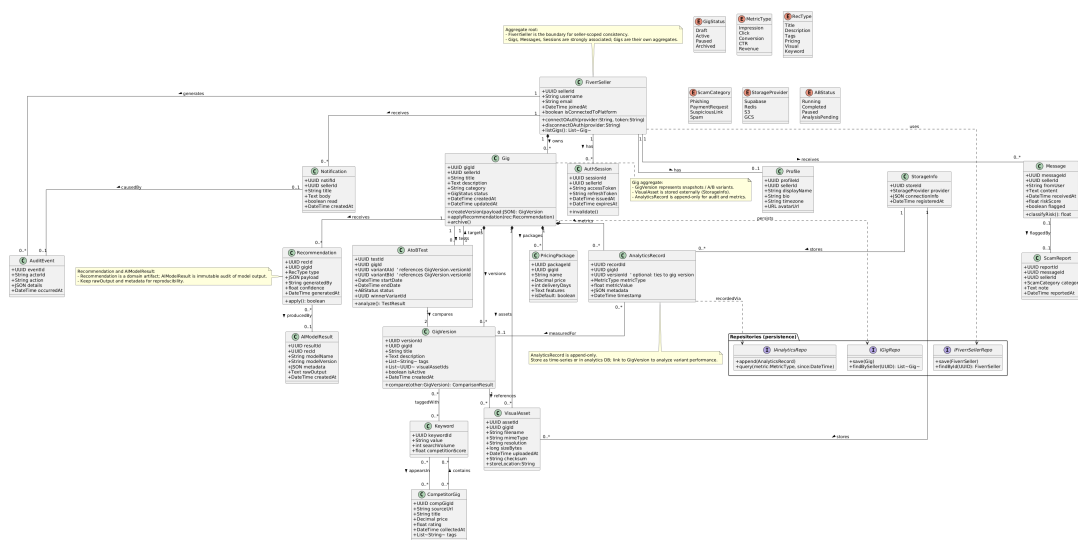 Aggregate root:
- FiverrSeller is the boundary for seller-scoped consistency.
- Gigs, Messages, Sessions are strongly associated; Gigs are their own aggregates.
E GigStatus
Draft
Active
Paused
Archived
E MetricType
Impression
Click
Conversion
CTR
Revenue
E RecType
Title
Description
Tags
Pricing
Visual
Keyword
E ScamCategory
Phishing
PaymentRequest
SuspiciousLink
Spam
E StorageProvider
Supabase
Redis
S3
GCS
E ABStatus
Running
Completed
Paused
AnalysisPending
C FiverrSeller
+UUID sellerId
+String username
+String email
+DateTime joinedAt
+boolean isConnectedToPlatform
+connectOAuth(provider:String, token:String)
+disconnectOAuth(provider:String)
+listGigs(): List~Gig~
generates
receives
owns
has
has
receives
uses
C Notification
+UUID notifId
+UUID sellerId
+String title
+Text body
+boolean read
+DateTime createdAt
C Gig
+UUID gigId
+UUID sellerId
+String title
+Text description
+String category
+GigStatus status
+DateTime createdAt
+DateTime updatedAt
+createVersion(payload:JSON): GigVersion
+applyRecommendation(rec:Recommendation)
+archive()
C AuthSession
+UUID sessionId
+UUID sellerId
+String accessToken
+String refreshToken
+DateTime issuedAt
+DateTime expiresAt
+invalidate()
Gig aggregate:
- GigVersion represents snapshots / A/B variants.
- VisualAsset is stored externally (StorageInfo).
- AnalyticsRecord is append-only for audit and metrics.
C Profile
+UUID profileId
+UUID sellerId
+String displayName
+String bio
+String timezone
+URL avatarUrl
C StorageInfo
+UUID storeId
+StorageProvider provider
+JSON connectionInfo
+DateTime registeredAt
C Message
+UUID messageId
+UUID sellerId
+String fromUser
+Text content
+DateTime receivedAt
+float riskScore
+boolean flagged
+classifyRisk(): float
causedBy
receives
targets
tests
packages
metrics
persists
stores
flaggedBy
C AuditEvent
+UUID eventId
+String actorId
+String action
+JSON details
+DateTime occurredAt
Recommendation and AIModelResult:
- Recommendation is a domain artifact; AIModelResult is immutable audit of model output.
- Keep rawOutput and metadata for reproducibility.
C Recommendation
+UUID recId
+UUID gigId
+RecType type
+JSON payload
+String generatedBy
+float confidence
+DateTime generatedAt
+apply(): boolean
C AtoBTest
+UUID testId
+UUID gigId
+UUID variantAId ' references GigVersion.versionId
+UUID variantBId ' references GigVersion.versionId
+DateTime startDate
+DateTime endDate
+ABStatus status
+UUID winnerVariantId
+analyze(): TestResult
versions
C PricingPackage
+UUID packageId
+UUID gigId
+String name
+Decimal price
+int deliveryDays
+Text features
+isDefault: boolean
C AnalyticsRecord
+UUID recordId
+UUID gigId
+UUID versionId ' optional: ties to gig version
+MetricType metricType
+float metricValue
+JSON metadata
+DateTime timestamp
C ScamReport
+UUID reportId
+UUID messageId
+UUID sellerId
+ScamCategory category
+Text note
+DateTime reportedAt
recordedVia
producedBy
compares
assets
measuredFor
C AIModelResult
+UUID resultId
+UUID recId
+String modelName
+String modelVersion
+JSON metadata
+Text rawOutput
+DateTime createdAt
C GigVersion
+UUID versionId
+UUID gigId
+String title
+Text description
+List~String~ tags
+List~UUID~ visualAssetIds
+boolean isActive
+DateTime createdAt
+compare(other:GigVersion): ComparisonResult
AnalyticsRecord is append-only.
Store as time-series or in analytics DB; link to GigVersion to analyze variant performance.
Repositories (persistence)
I IAnalyticsRepo
+append(AnalyticsRecord)
+query(metric:MetricType, since:DateTime)
I IGigRepo
+save(Gig)
+findBySeller(UUID): List~Gig~
I IFiverrSellerRepo
+save(FiverrSeller)
+findById(UUID): FiverrSeller
taggedWith
references
C Keyword
+UUID keywordId
+String value
+int searchVolume
+float competitionScore
C VisualAsset
+UUID assetId
+UUID gigId
+String filename
+String mimeType
+String resolution
+long sizeBytes
+DateTime uploadedAt
+String checksum
+storeLocation:String
stores
appearsIn
contains
C CompetitorGig
+UUID compGigId
+String sourceUrl
+String title
+Decimal price
+float rating
+DateTime collectedAt
+List~String~ tags